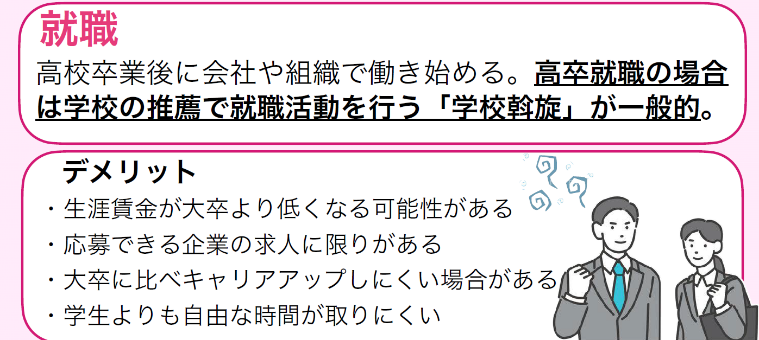 就職
高校卒業後に会社や組織で働き始める。高卒就職の場合
は学校の推薦で就職活動を行う「学校斡旋」が一般的。
デメリット
・生涯賃金が大卒より低くなる可能性がある
・応募できる企業の求人に限りがある
・大卒に比べキャリアアップしにくい場合がある
・学生よりも自由な時間が取りにくい